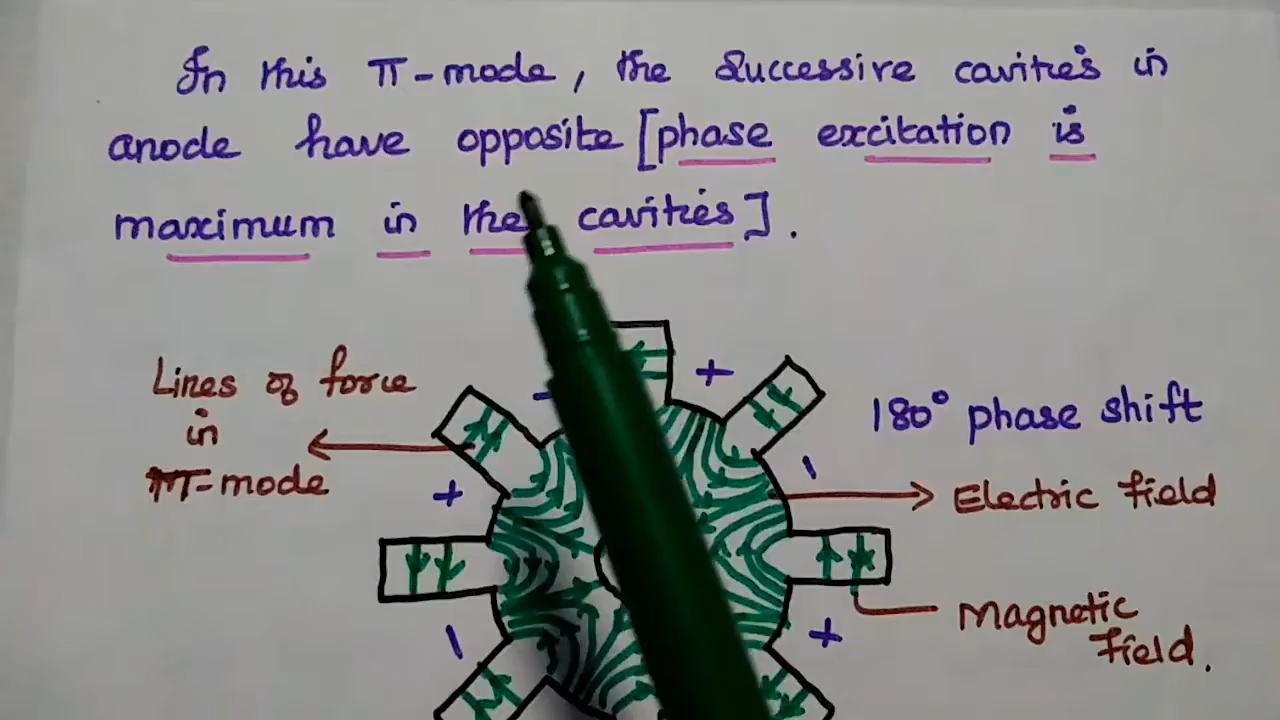 In this π-mode, the successive cavities in
anode have opposite [phase excitation is
maximum in the cavities].
Lines of force
in
π-mode
180° phase shift
Electric field
Magnetic
field.
+
-
+
-
+
-